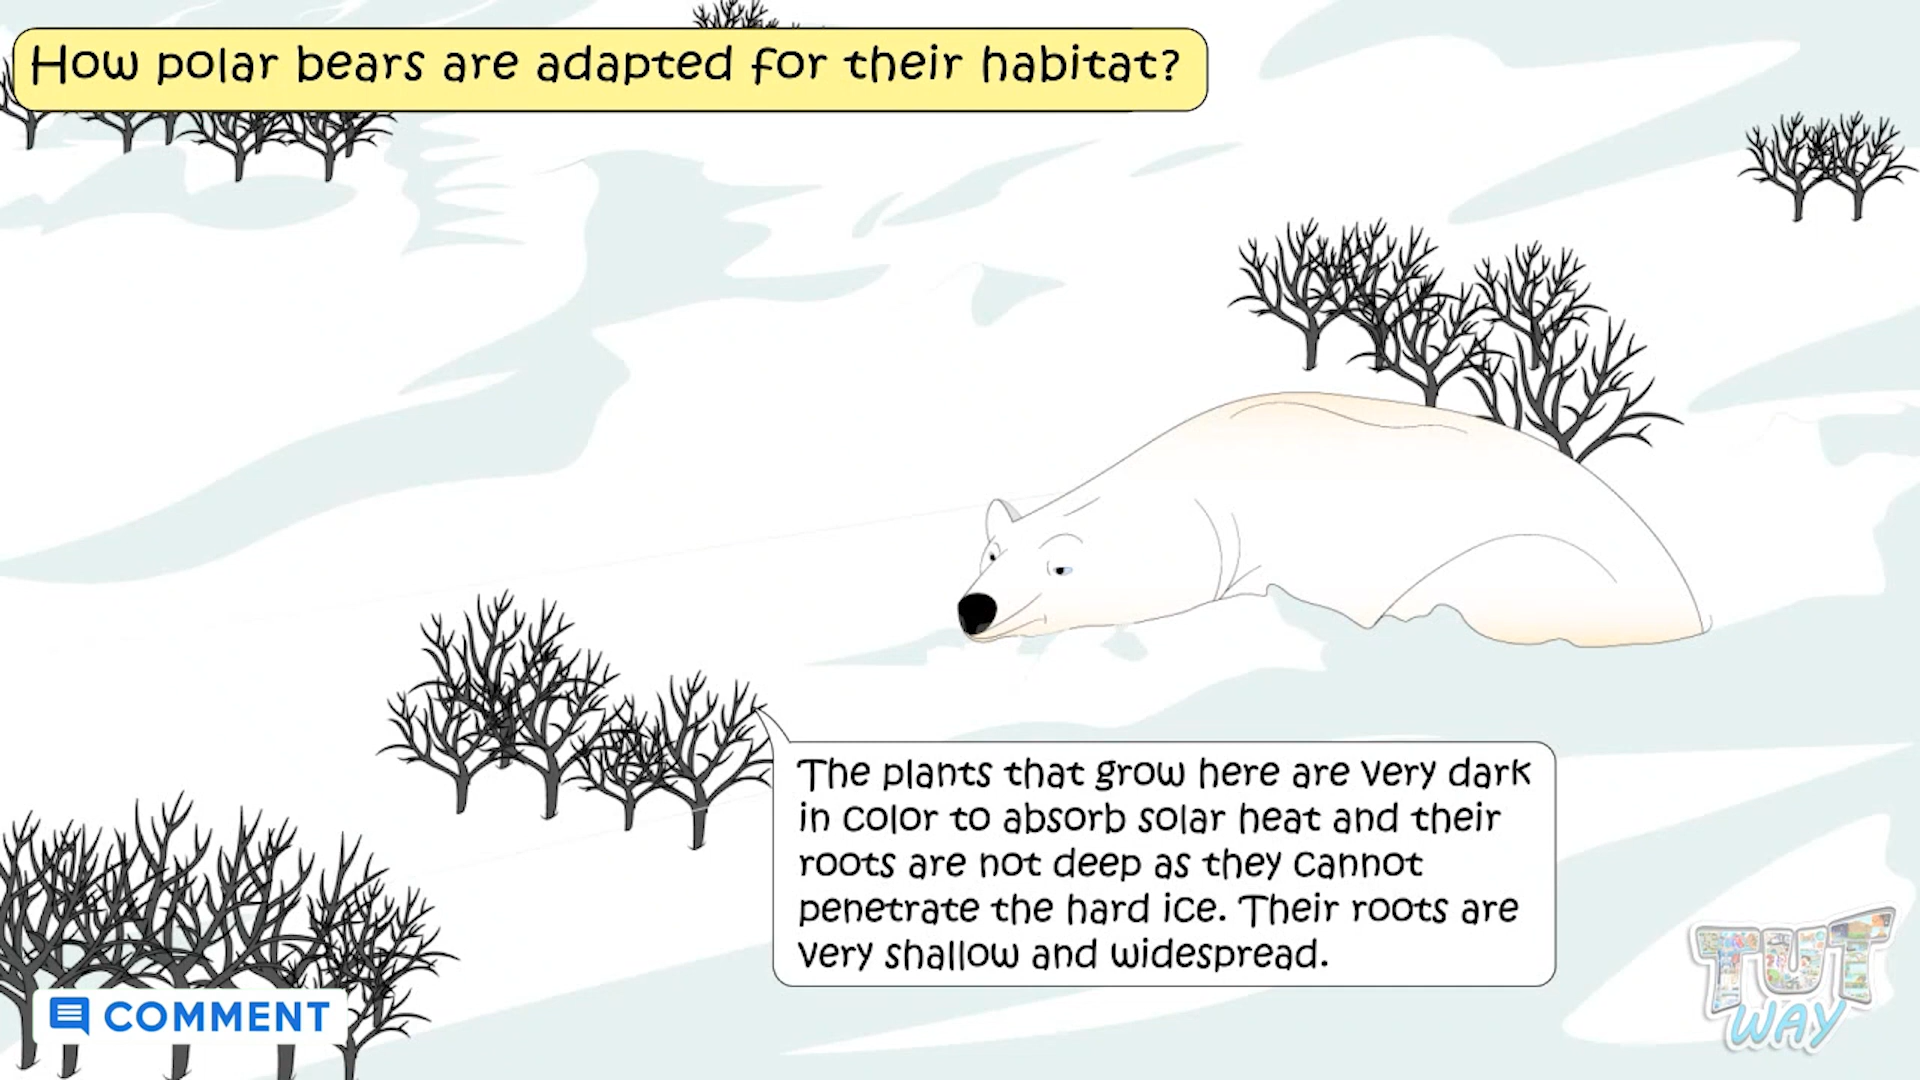 How polar bears are adapted for their habitat?
The plants that grow here are very dark
in color to absorb solar heat and their
roots are not deep as they cannot
penetrate the hard ice. Their roots are
very shallow and widespread.
COMMENT
TUT
WAY